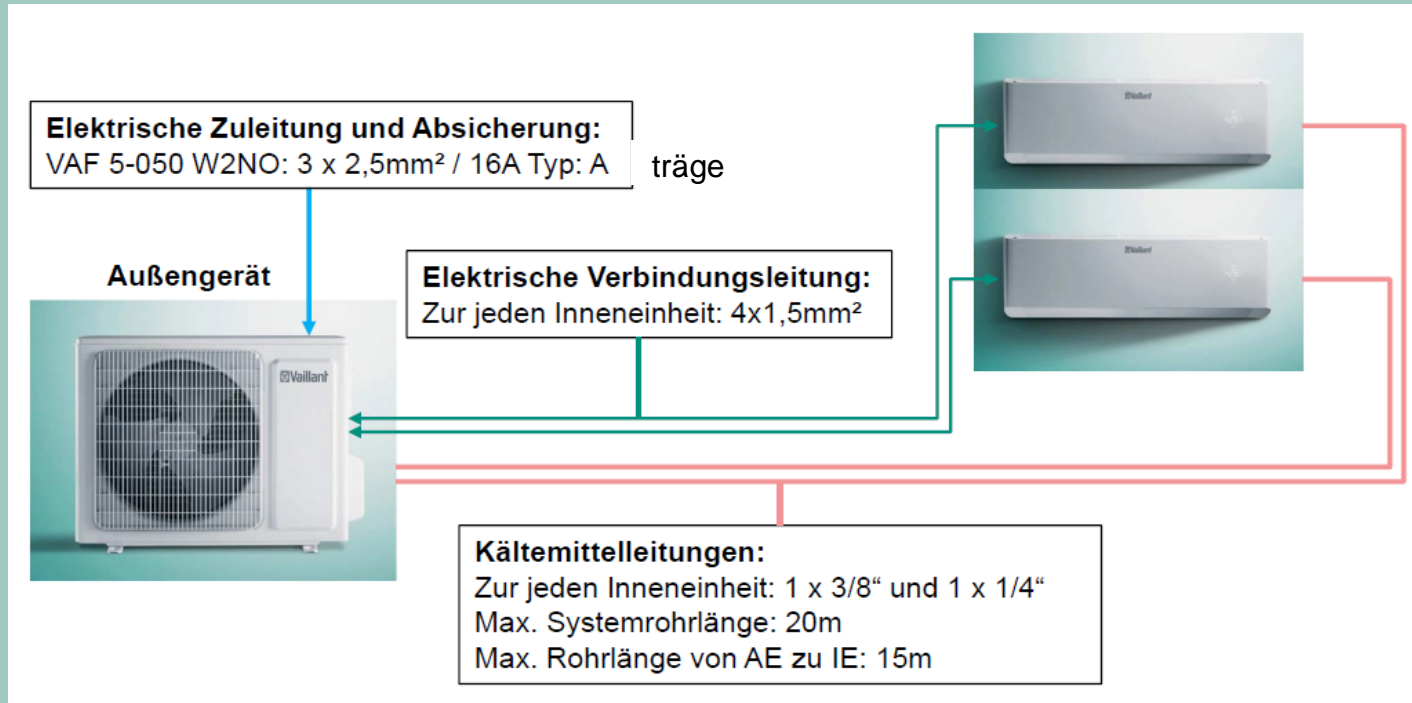 Elektrische Zuleitung und Absicherung:
VAF 5-050 W2NO: 3 x 2,5mm² / 16A Typ: A träge
Außengerät
Vaillant
Elektrische Verbindungsleitung:
Zur jeden Inneneinheit: 4x1,5mm²
Vaillant
Vaillant
Kältemittelleitungen:
Zur jeden Inneneinheit: 1 x 3/8“ und 1 x 1/4“
Max. Systemrohrlänge: 20m
Max. Rohrlänge von AE zu IE: 15m